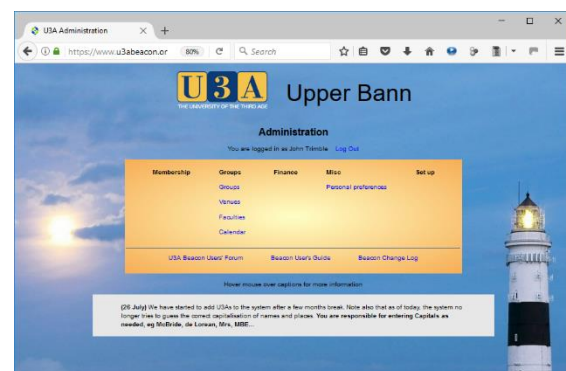 U3A Administration
https://www.u3abeacon.or 80% Search
U3A
THE UNIVERSITY OF THE THIRD AGE
Upper Bann
Administration
You are logged in as John Trimble Log Out
Membership Groups Finance Misc Set up
Groups Personal preferences
Venues
Faculties
Calendar
U3A Beacon Users' Forum Beacon User's Guide Beacon Change Log
Hover mouse over captions for more information
(26 July) We have started to add U3As to the system after a few months break. Note also that as of today, the system no
longer tries to guess the correct capitalisation of names and places. You are responsible for entering Capitals as
needed, eg McBride, de Lorean, Mrs, MBE...